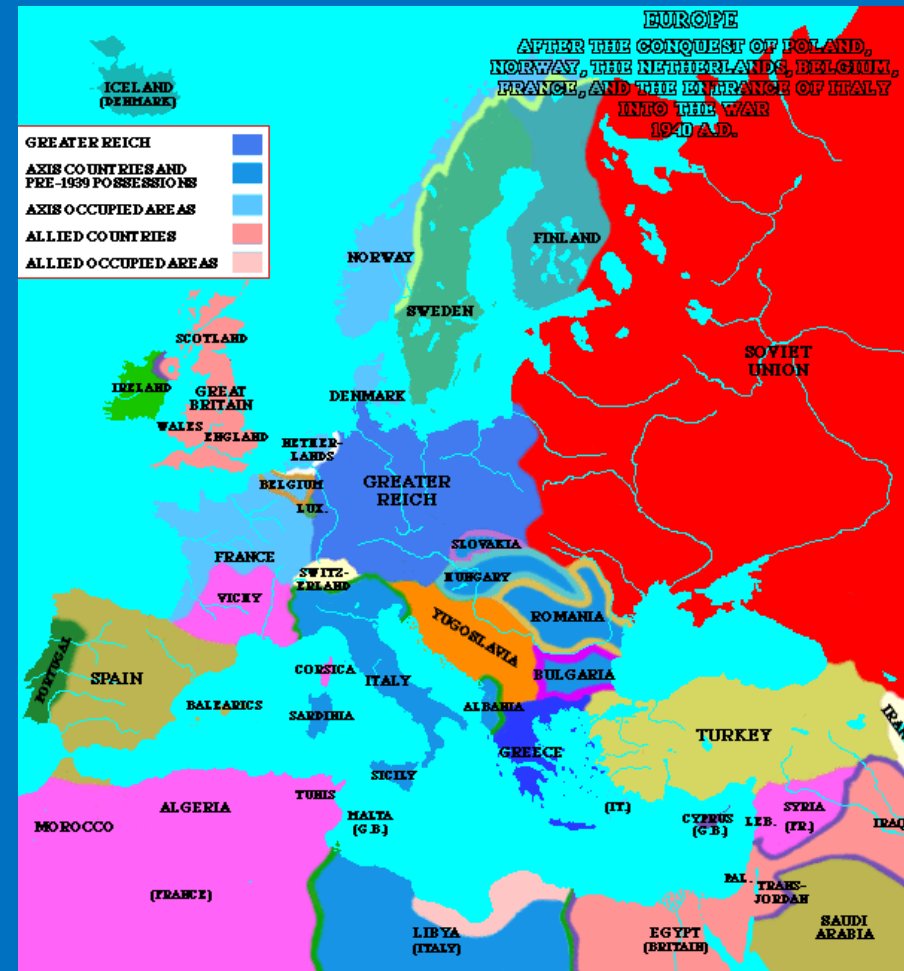 EUROPE
AFTER THE CONQUEST OF POLAND,
NORWAY, THE NETHERLANDS, BELGIUM,
FRANCE, AND THE ENTRANCE OF ITALY
INTO THE WAR
1940 A.D.
ICELAND
(DENMARK)
GREATER REICH
AXIS COUNTRIES AND
PRE-1939 POSSESSIONS
AXIS OCCUPIED AREAS
ALLIED COUNTRIES
ALLIED OCCUPIED AREAS
NORWAY
FINLAND
SWEDEN
SCOTLAND
SOVIET
UNION
IRELAND
GREAT
BRITAIN
DENMARK
WALES
ENGLAND
NETHER-
LANDS
BELGIUM
GREATER
REICH
LUX.
SLOVAKIA
FRANCE
SWITZ-
ERLAND
HUNGARY
VICHY
ROMANIA
YUGOSLAVIA
PORTUGAL
SPAIN
CORSICA
ITALY
BULGARIA
BALEARICS
SARDINIA
ALBANIA
IRAN
TURKEY
GREECE
SICILY
TUNIS
ALGERIA
(IT.)
SYRIA
(FR.)
MOROCCO
MALTA
(G.B.)
CYPRUS
(G.B.)
LEB.
IRAQ
PAL.
TRANS-
JORDAN
(FRANCE)
LIBYA
(ITALY)
EGYPT
(BRITAIN)
SAUDI
ARABIA